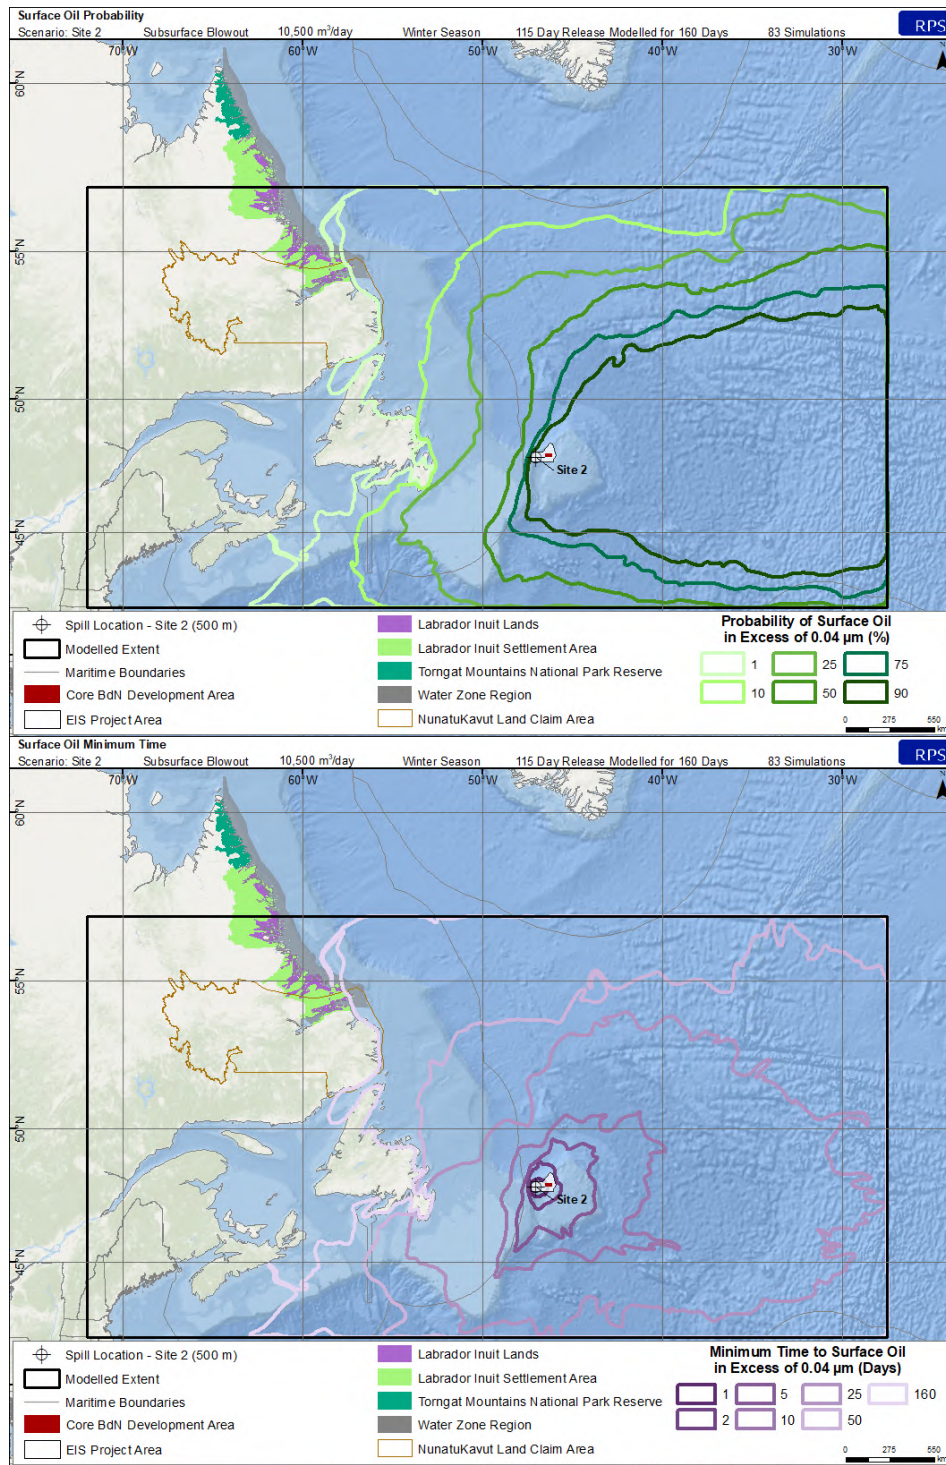 Surface Oil Probability
Scenario: Site 2 Subsurface Blowout 10,500 m³/day Winter Season 115 Day Release Modelled for 160 Days 83 Simulations
RPS
70°W 60°W 50°W 40°W 30°W
N
60°N
55°N
50°N
Site 2
45°N
Spill Location - Site 2 (500 m)
Modelled Extent
Maritime Boundaries
Core BdN Development Area
EIS Project Area
Labrador Inuit Lands
Labrador Inuit Settlement Area
Torngat Mountains National Park Reserve
Water Zone Region
NunatuKavut Land Claim Area
Probability of Surface Oil
in Excess of 0.04 µm (%)
1 25 75
10 50 90
0 275 550
km
Surface Oil Minimum Time
Scenario: Site 2 Subsurface Blowout 10,500 m³/day Winter Season 115 Day Release Modelled for 160 Days 83 Simulations
RPS
70°W 60°W 50°W 40°W 30°W
N
60°N
55°N
50°N
Site 2
45°N
Spill Location - Site 2 (500 m)
Modelled Extent
Maritime Boundaries
Core BdN Development Area
EIS Project Area
Labrador Inuit Lands
Labrador Inuit Settlement Area
Torngat Mountains National Park Reserve
Water Zone Region
NunatuKavut Land Claim Area
Minimum Time to Surface Oil
in Excess of 0.04 µm (Days)
1 5 25 160
2 10 50
0 275 550
km